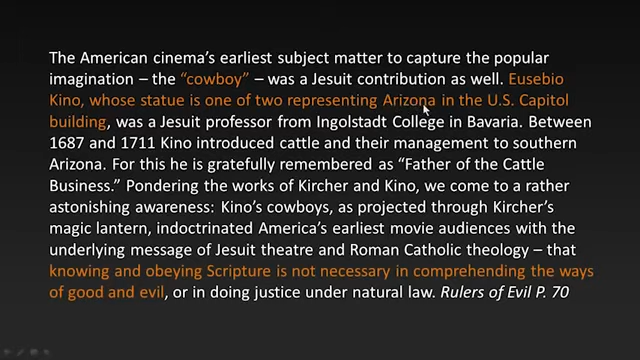 The American cinema's earliest subject matter to capture the popular
imagination – the "cowboy" – was a Jesuit contribution as well. Eusebio
Kino, whose statue is one of two representing Arizona in the U.S. Capitol
building, was a Jesuit professor from Ingolstadt College in Bavaria. Between
1687 and 1711 Kino introduced cattle and their management to southern
Arizona. For this he is gratefully remembered as "Father of the Cattle
Business." Pondering the works of Kircher and Kino, we come to a rather
astonishing awareness: Kino's cowboys, as projected through Kircher's
magic lantern, indoctrinated America's earliest movie audiences with the
underlying message of Jesuit theatre and Roman Catholic theology – that
knowing and obeying Scripture is not necessary in comprehending the ways
of good and evil, or in doing justice under natural law. Rulers of Evil P. 70